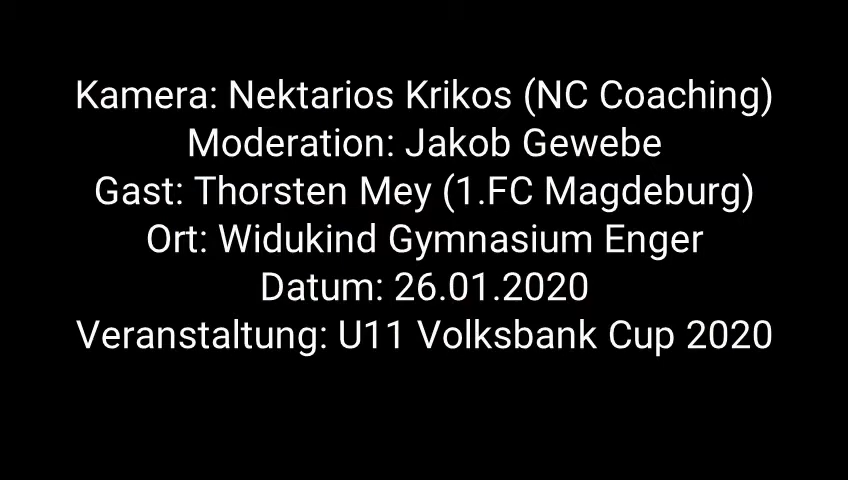 Kamera: Nektarios Krikos (NC Coaching)
Moderation: Jakob Gewebe
Gast: Thorsten Mey (1.FC Magdeburg)
Ort: Widukind Gymnasium Enger
Datum: 26.01.2020
Veranstaltung: U11 Volksbank Cup 2020